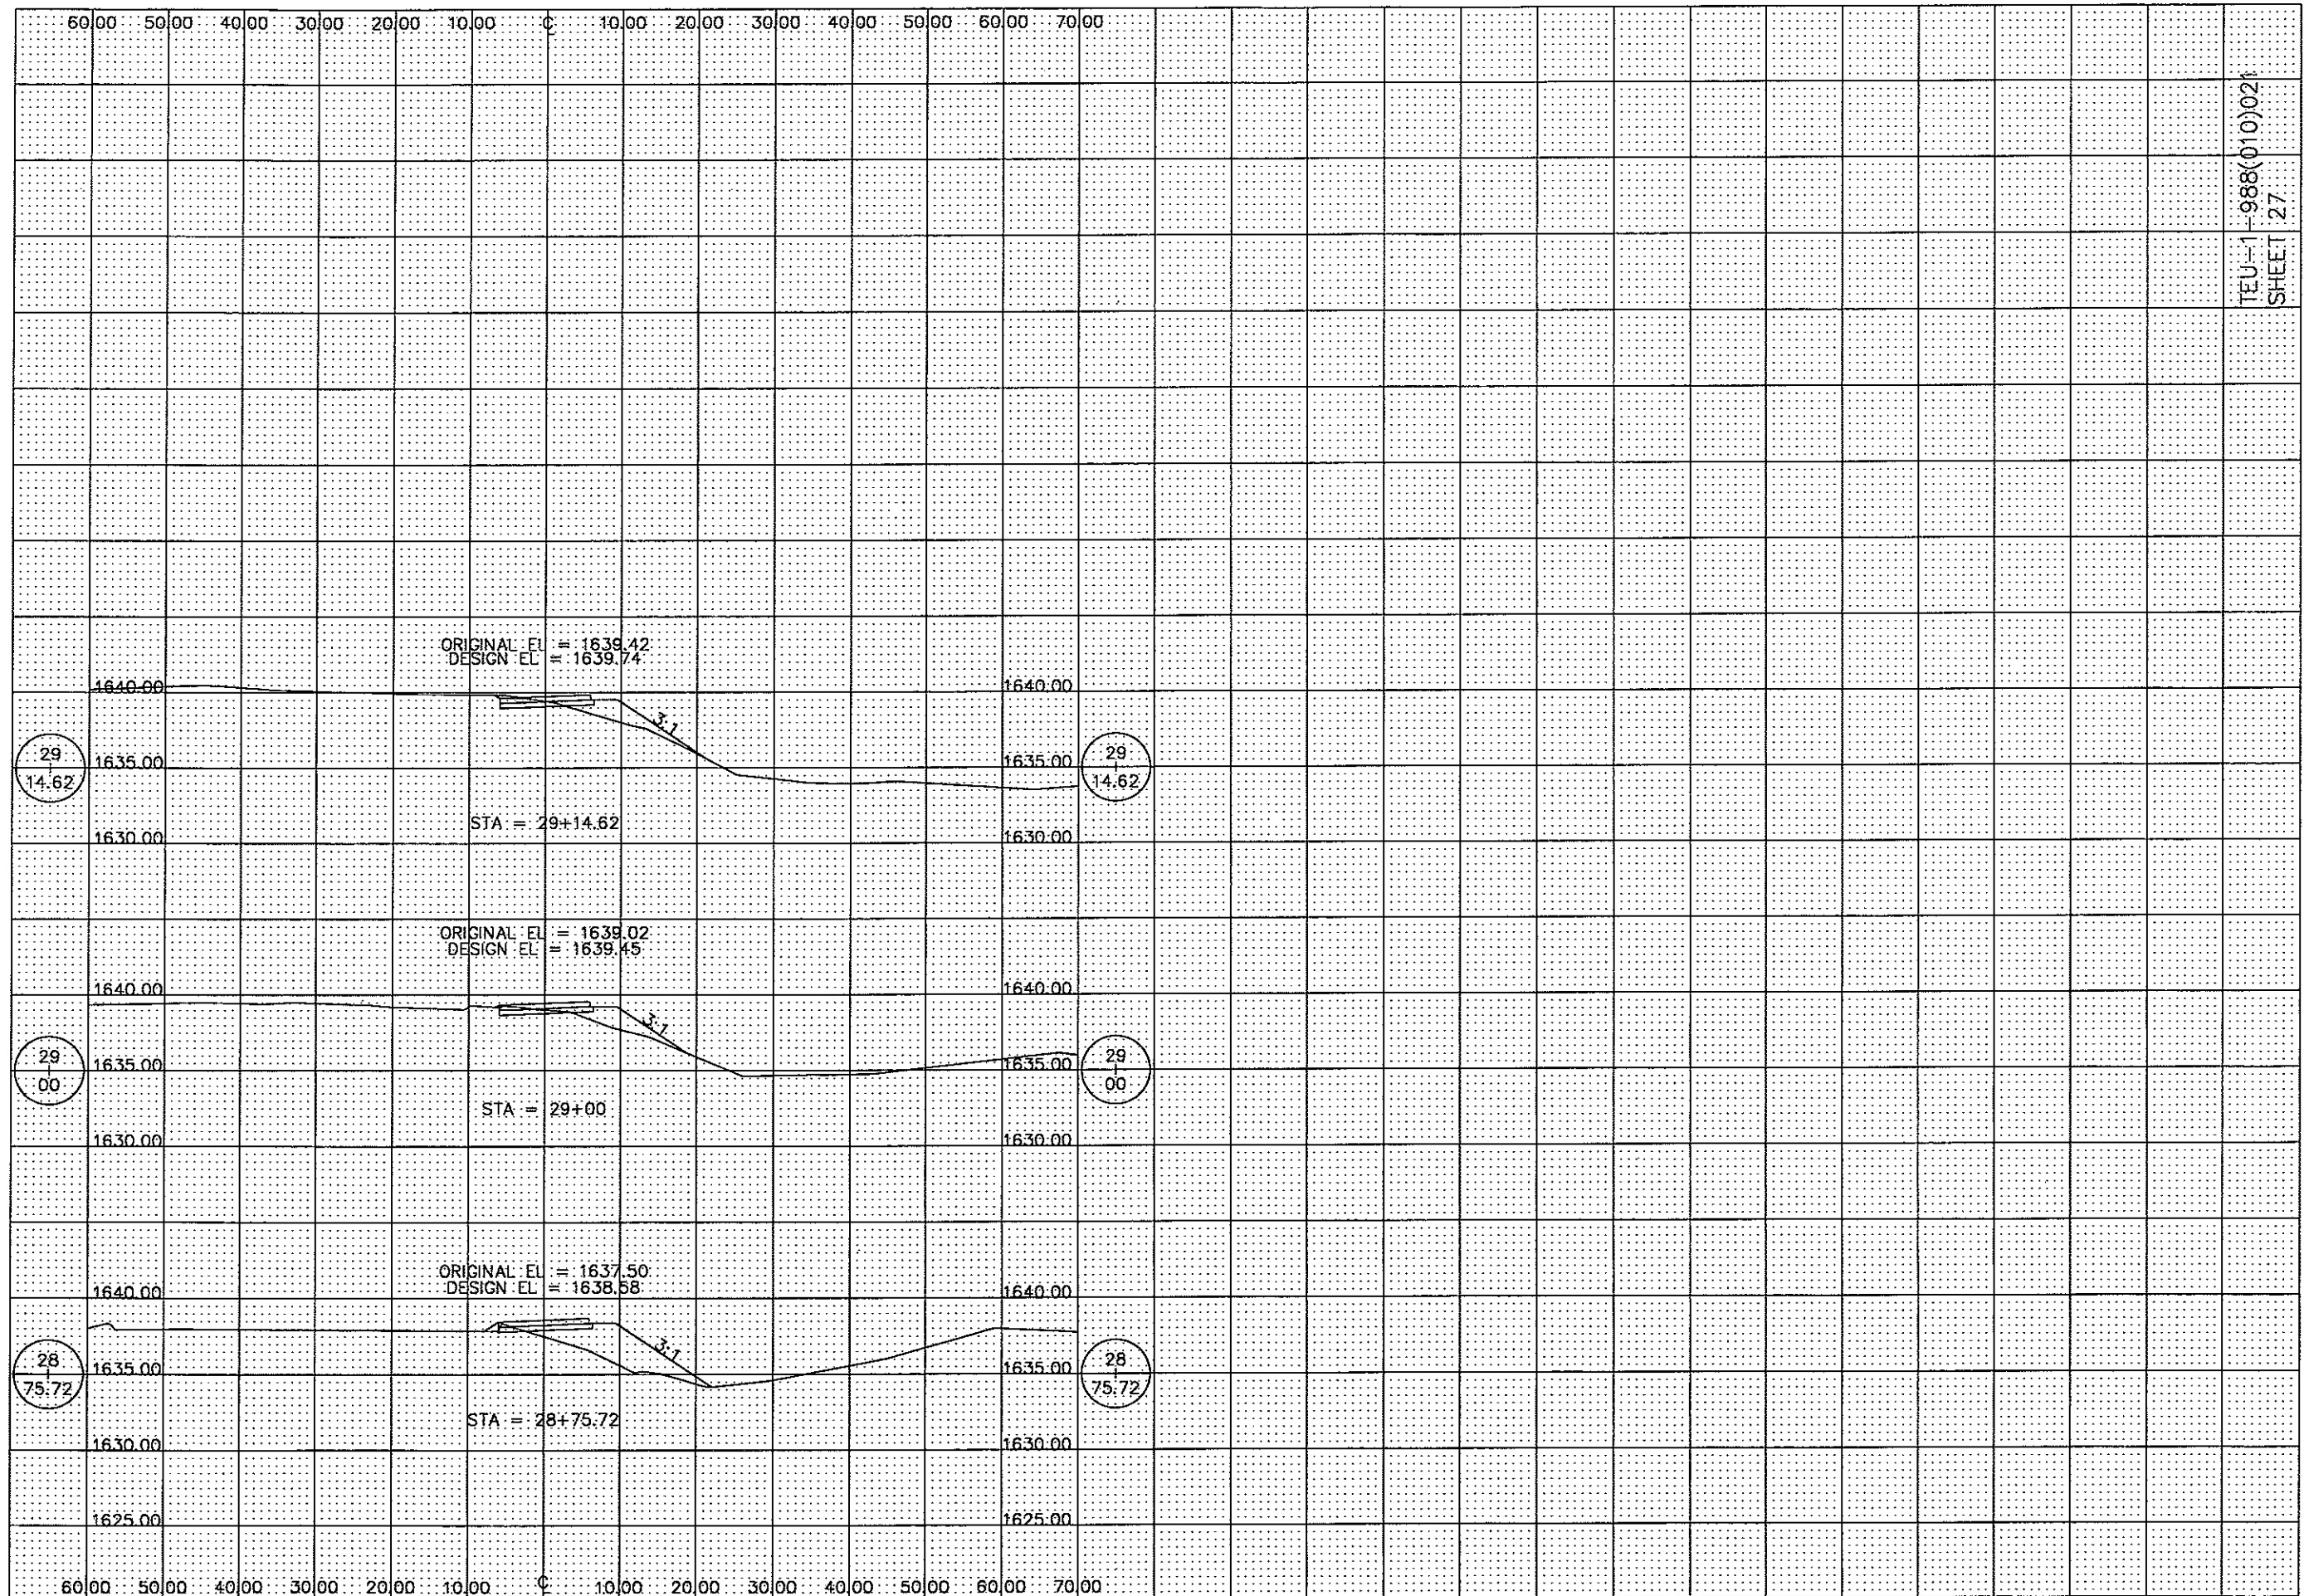 60.00 50.00 40.00 30.00 20.00 10.00 ℄ 10.00 20.00 30.00 40.00 50.00 60.00 70.00
TEU-1-988(010)021
SHEET 27
ORIGINAL EL = 1639.42
DESIGN EL = 1639.74
1640.00 1640.00
3:1
29 14.62
1635.00 1635.00
29 14.62
STA = 29+14.62
1630.00 1630.00
ORIGINAL EL = 1639.02
DESIGN EL = 1639.45
1640.00 1640.00
3:1
29 00
1635.00 1635.00
29 00
STA = 29+00
1630.00 1630.00
ORIGINAL EL = 1637.50
DESIGN EL = 1638.58
1640.00 1640.00
3:1
28 75.72
1635.00 1635.00
28 75.72
STA = 28+75.72
1630.00 1630.00
1625.00 1625.00
60.00 50.00 40.00 30.00 20.00 10.00 ℄ 10.00 20.00 30.00 40.00 50.00 60.00 70.00